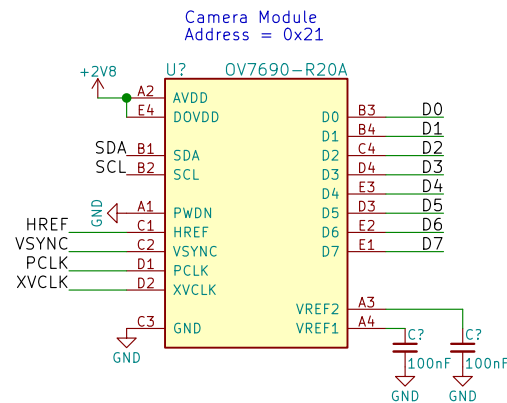 Camera Module
Address = 0x21
U? OV7690-R20A
+2V8
A2 AVDD
E4 DOVDD
B3 D0 D0
B4 D1 D1
SDA B1 SDA
C4 D2 D2
SCL B2 SCL
D4 D3 D3
E3 D4 D4
GND A1 PWDN
D3 D5 D5
HREF C1 HREF
E2 D6 D6
VSYNC C2 VSYNC
E1 D7 D7
PCLK D1 PCLK
XVCLK D2 XVCLK
VREF2 A3
C3 GND
VREF1 A4
GND
C? C?
100nF 100nF
GND GND